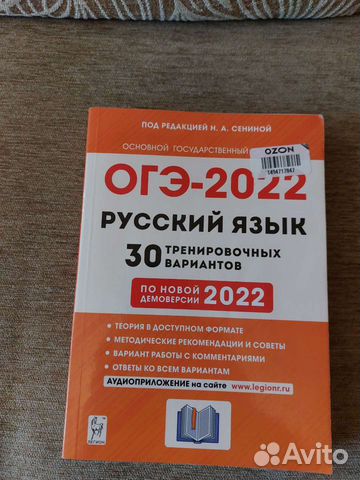 ПОД РЕДАКЦИЕЙ Н. А. СЕНИНОЙ
ОСНОВНОЙ ГОСУДАРСТВЕННЫЙ
OZON
ОГЭ-2022
РУССКИЙ ЯЗЫК
30 ТРЕНИРОВОЧНЫХ ВАРИАНТОВ
ПО НОВОЙ ДЕМОВЕРСИИ 2022
• ТЕОРИЯ В ДОСТУПНОМ ФОРМАТЕ
• МЕТОДИЧЕСКИЕ РЕКОМЕНДАЦИИ И СОВЕТЫ
• ВАРИАНТ РАБОТЫ С КОММЕНТАРИЯМИ
• ОТВЕТЫ КО ВСЕМ ВАРИАНТАМ
АУДИОПРИЛОЖЕНИЕ на сайте www.legionr.ru
ЛЕГИОН
Avito